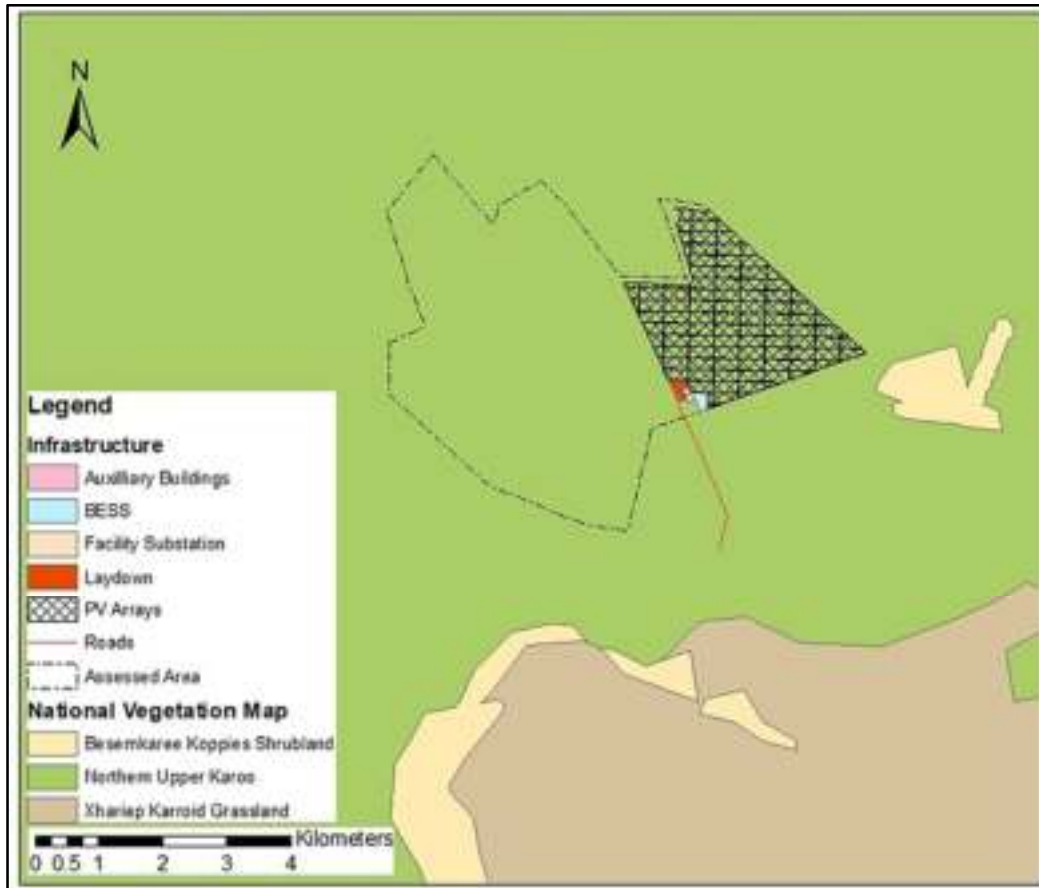 N
Legend
Infrastructure
Auxilliary Buildings
BESS
Facility Substation
Laydown
PV Arrays
Roads
Assessed Area
National Vegetation Map
Besemkaree Koppies Shrubland
Northern Upper Karoo
Xhariep Karroid Grassland
Kilometers
0 0.5 1 2 3 4